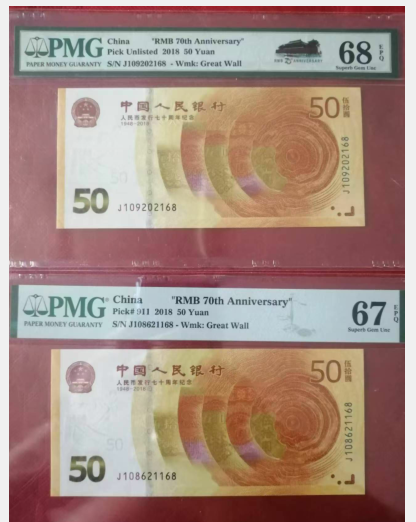 PMG
PAPER MONEY GUARANTY
China "RMB 70th Anniversary"
Pick Unlisted 2018 50 Yuan
S/N J109202168 - Wmk: Great Wall
68 EPQ
Superb Gem Unc
中国人民银行
人民币发行七十周年纪念
1948-2018
50 伍拾圆
J109202168
50
J109202168
PMG
PAPER MONEY GUARANTY
China "RMB 70th Anniversary"
Pick# 911 2018 50 Yuan
S/N J108621168 - Wmk: Great Wall
67 EPQ
Superb Gem Unc
中国人民银行
人民币发行七十周年纪念
1948-2018
50 伍拾圆
J108621168
50
J108621168